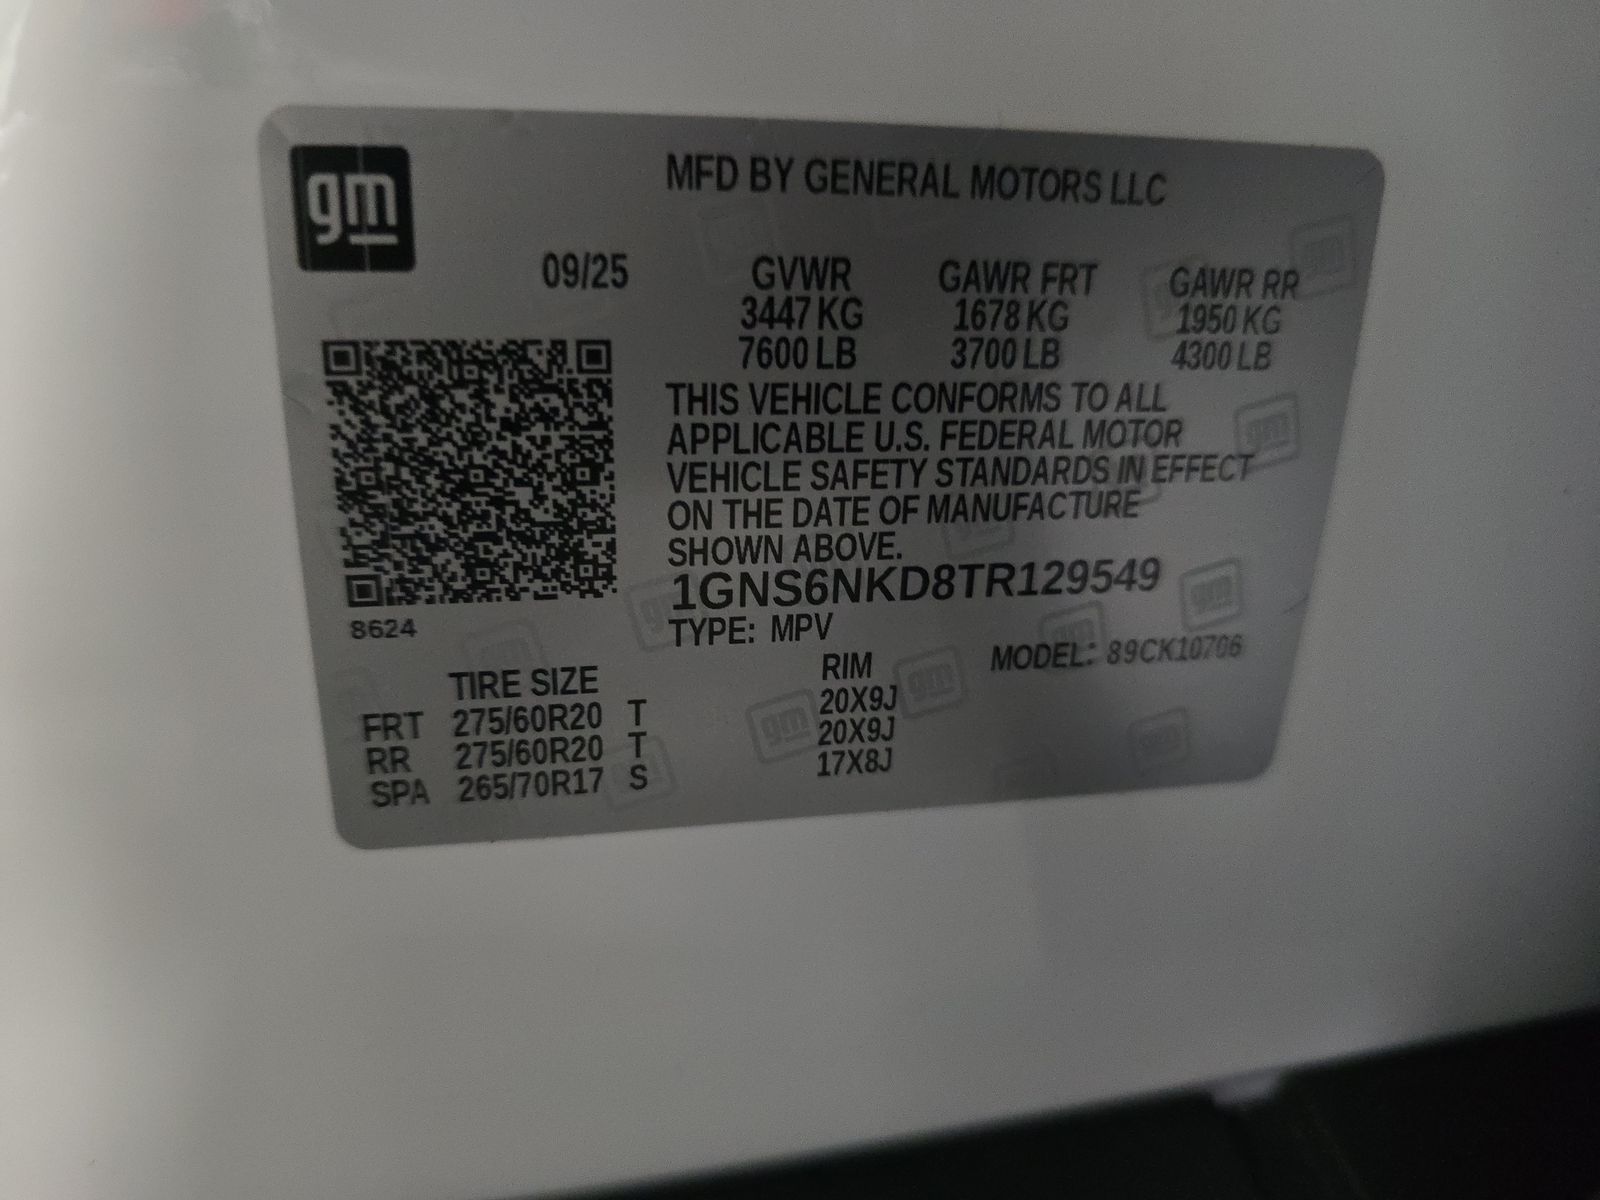 gm
MFD BY GENERAL MOTORS LLC
09/25 GVWR GAWR FRT GAWR RR
3447 KG 1678 KG 1950 KG
7600 LB 3700 LB 4300 LB
THIS VEHICLE CONFORMS TO ALL
APPLICABLE U.S. FEDERAL MOTOR
VEHICLE SAFETY STANDARDS IN EFFECT
ON THE DATE OF MANUFACTURE
SHOWN ABOVE.
1GNS6NKD8TR129549
8624
TYPE: MPV
MODEL: 89CK10706
TIRE SIZE RIM
FRT 275/60R20 T 20X9J
RR 275/60R20 T 20X9J
SPA 265/70R17 S 17X8J